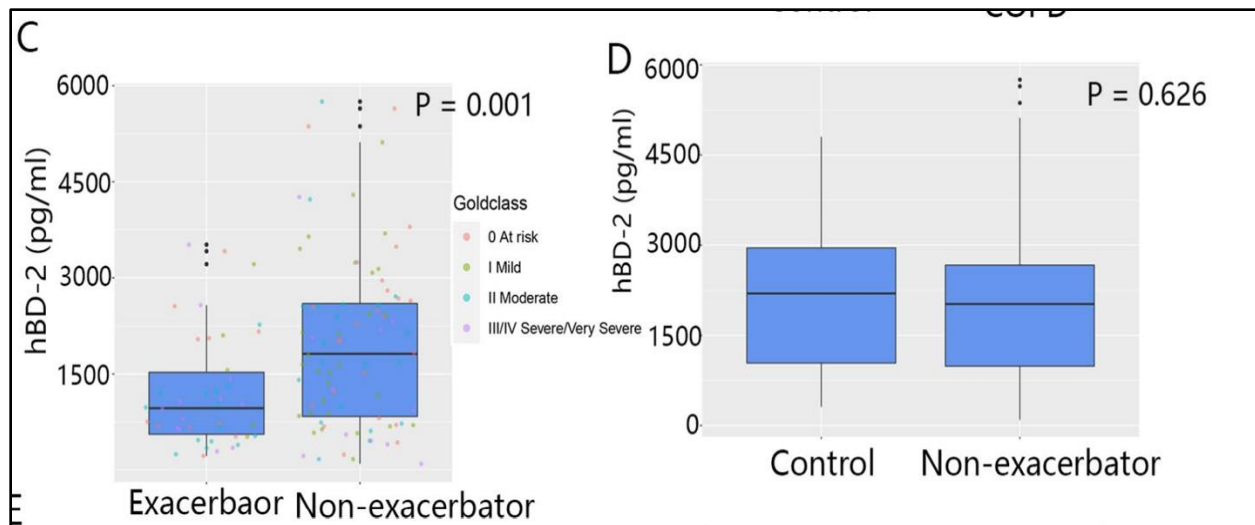 C
hBD-2 (pg/ml)
6000
4500
3000
1500
P = 0.001
Goldclass
0 At risk
I Mild
II Moderate
III/IV Severe/Very Severe
Exacerbaor
Non-exacerbator
D
hBD-2 (pg/ml)
6000
4500
3000
1500
0
P = 0.626
Control
Non-exacerbator
E